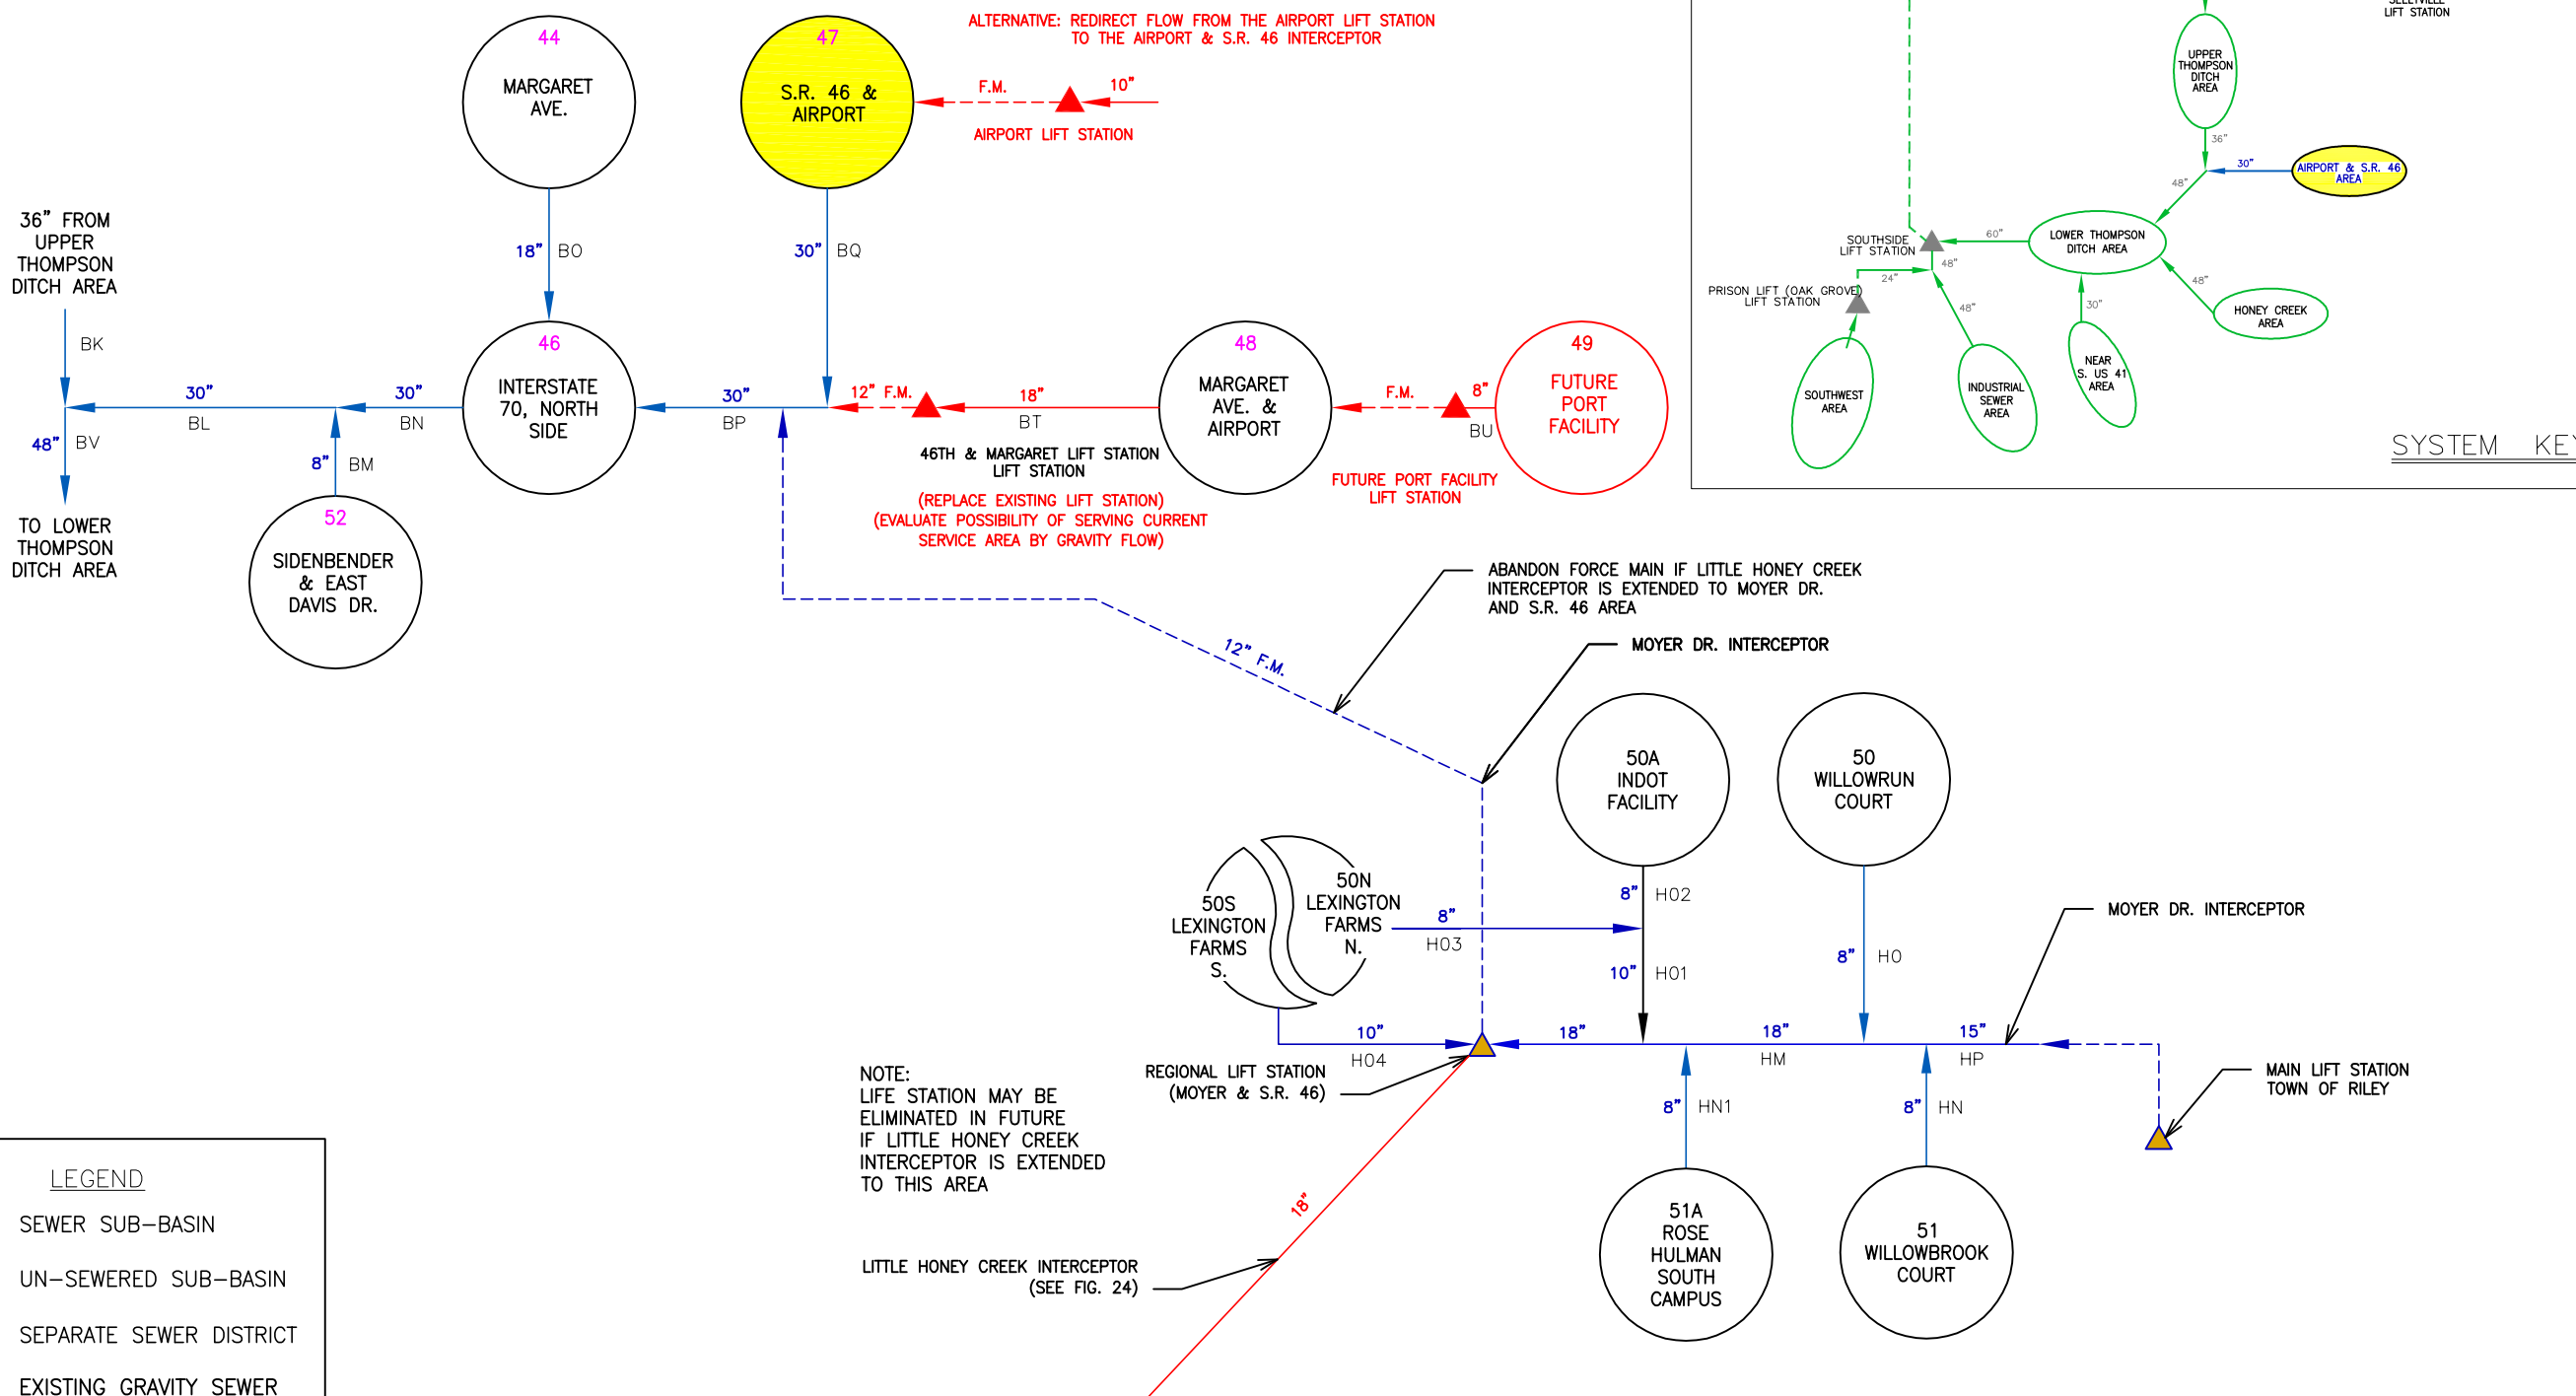 ALTERNATIVE: REDIRECT FLOW FROM THE AIRPORT LIFT STATION
TO THE AIRPORT & S.R. 46 INTERCEPTOR
44
MARGARET
AVE.
47
S.R. 46 &
AIRPORT
F.M.
10"
AIRPORT LIFT STATION
36" FROM
UPPER
THOMPSON
DITCH AREA
BK
18"
BO
30"
BQ
46
INTERSTATE
70, NORTH
SIDE
30"
BL
30"
BN
30"
BP
12" F.M.
18"
BT
48
MARGARET
AVE. &
AIRPORT
F.M.
8"
BU
49
FUTURE
PORT
FACILITY
48"
BV
8"
BM
TO LOWER
THOMPSON
DITCH AREA
52
SIDENBENDER
& EAST
DAVIS DR.
46TH & MARGARET LIFT STATION
LIFT STATION
(REPLACE EXISTING LIFT STATION)
(EVALUATE POSSIBILITY OF SERVING CURRENT
SERVICE AREA BY GRAVITY FLOW)
FUTURE PORT FACILITY
LIFT STATION
LIFT STATION
UPPER
THOMPSON
DITCH
AREA
36"
30"
AIRPORT & S.R. 46
AREA
48"
SOUTHSIDE
LIFT STATION
60"
LOWER THOMPSON
DITCH AREA
48"
24"
PRISON LIFT (OAK GROVE)
LIFT STATION
48"
30"
48"
HONEY CREEK
AREA
SOUTHWEST
AREA
INDUSTRIAL
SEWER
AREA
NEAR
S. US 41
AREA
SYSTEM KEY
ABANDON FORCE MAIN IF LITTLE HONEY CREEK
INTERCEPTOR IS EXTENDED TO MOYER DR.
AND S.R. 46 AREA
MOYER DR. INTERCEPTOR
12" F.M.
50A
INDOT
FACILITY
50
WILLOWRUN
COURT
50S
LEXINGTON
FARMS
S.
50N
LEXINGTON
FARMS
N.
8"
H03
8"
H02
10"
H01
8"
HO
MOYER DR. INTERCEPTOR
10"
H04
18"
18"
HM
15"
HP
REGIONAL LIFT STATION
(MOYER & S.R. 46)
MAIN LIFT STATION
TOWN OF RILEY
8"
HN1
8"
HN
NOTE:
LIFE STATION MAY BE
ELIMINATED IN FUTURE
IF LITTLE HONEY CREEK
INTERCEPTOR IS EXTENDED
TO THIS AREA
18"
LITTLE HONEY CREEK INTERCEPTOR
(SEE FIG. 24)
51A
ROSE
HULMAN
SOUTH
CAMPUS
51
WILLOWBROOK
COURT
LEGEND
SEWER SUB-BASIN
UN-SEWERED SUB-BASIN
SEPARATE SEWER DISTRICT
EXISTING GRAVITY SEWER